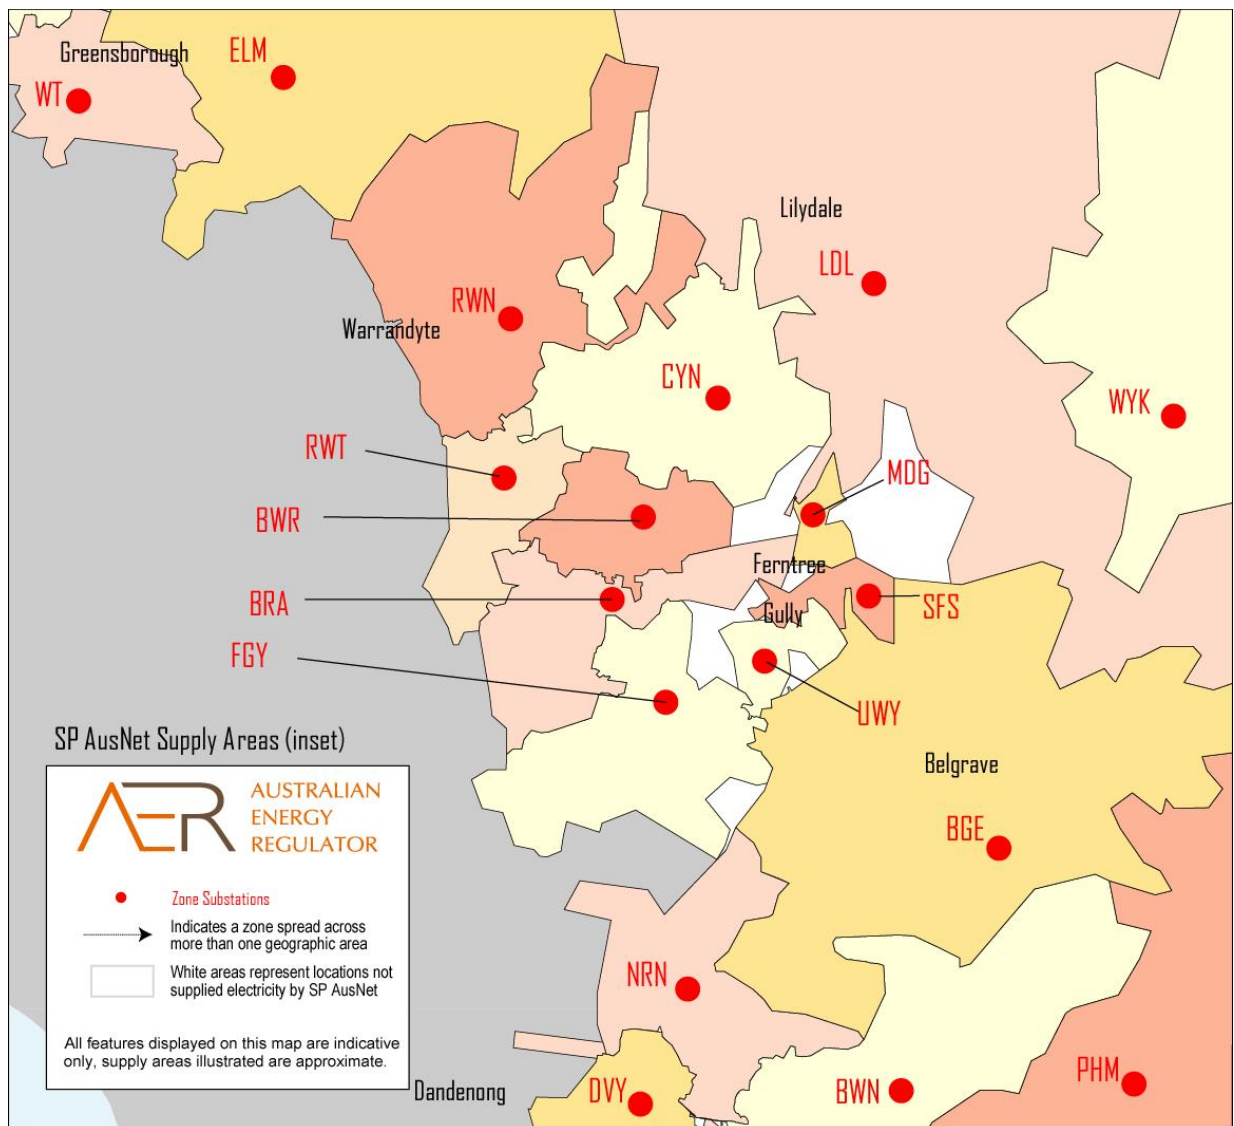 Greensborough
ELM
WT
Lilydale
LDL
RWN
Warrandyte
CYN
WYK
RWT
MDG
BWR
Ferntree
Gully
BRA
SFS
FGY
UWY
SP AusNet Supply Areas (inset)
Belgrave
AER
AUSTRALIAN
ENERGY
REGULATOR
BGE
Zone Substations
Indicates a zone spread across
more than one geographic area
White areas represent locations not
supplied electricity by SP AusNet
All features displayed on this map are indicative
only, supply areas illustrated are approximate.
NRN
Dandenong
DVY
BWN
PHM